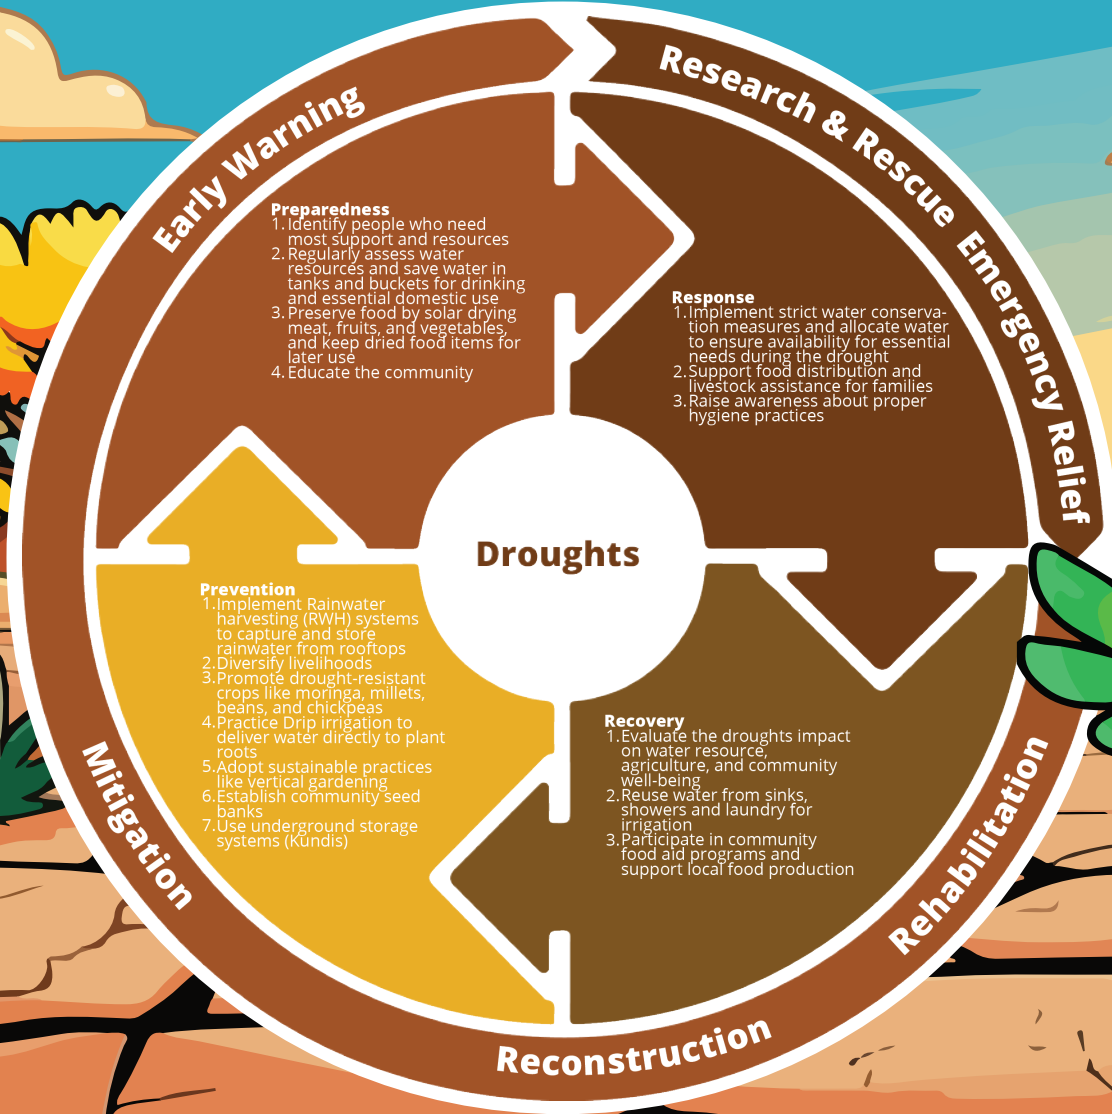 Early Warning
Research & Rescue
Emergency Relief
Preparedness
1. Identify people who need
most support and resources
2. Regularly assess water
resources and save water in
tanks and buckets for drinking
and essential domestic use
3. Preserve food by solar drying
meat, fruits, and vegetables,
and keep dried food items for
later use
4. Educate the community
Response
1. Implement strict water conserva-
tion measures and allocate water
to ensure availability for essential
needs during the drought
2. Support food distribution and
livestock assistance for families
3. Raise awareness about proper
hygiene practices
Droughts
Prevention
1. Implement Rainwater
harvesting (RWH) systems
to capture and store
rainwater from rooftops
2. Diversify livelihoods
3. Promote drought-resistant
crops like moringa, millets,
beans, and chickpeas
4. Practice Drip irrigation to
deliver water directly to plant
roots
5. Adopt sustainable practices
like vertical gardening
6. Establish community seed
banks
7. Use underground storage
systems (Kundis)
Recovery
1. Evaluate the droughts impact
on water resource,
agriculture, and community
well-being
2. Reuse water from sinks,
showers and laundry for
irrigation
3. Participate in community
food aid programs and
support local food production
Mitigation
Rehabilitation
Reconstruction